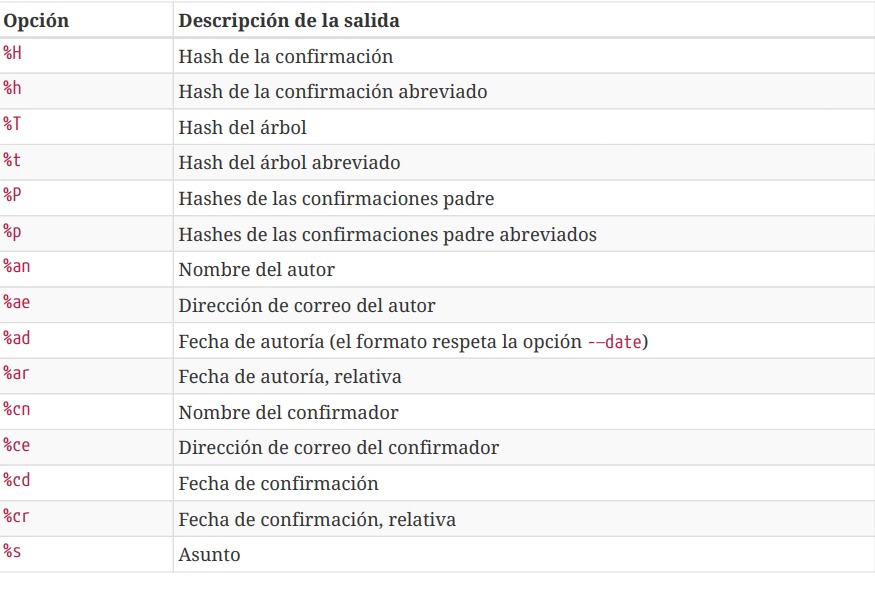 Opción Descripción de la salida
%H Hash de la confirmación
%h Hash de la confirmación abreviado
%T Hash del árbol
%t Hash del árbol abreviado
%P Hashes de las confirmaciones padre
%p Hashes de las confirmaciones padre abreviados
%an Nombre del autor
%ae Dirección de correo del autor
%ad Fecha de autoría (el formato respeta la opción --date)
%ar Fecha de autoría, relativa
%cn Nombre del confirmador
%ce Dirección de correo del confirmador
%cd Fecha de confirmación
%cr Fecha de confirmación, relativa
%s Asunto